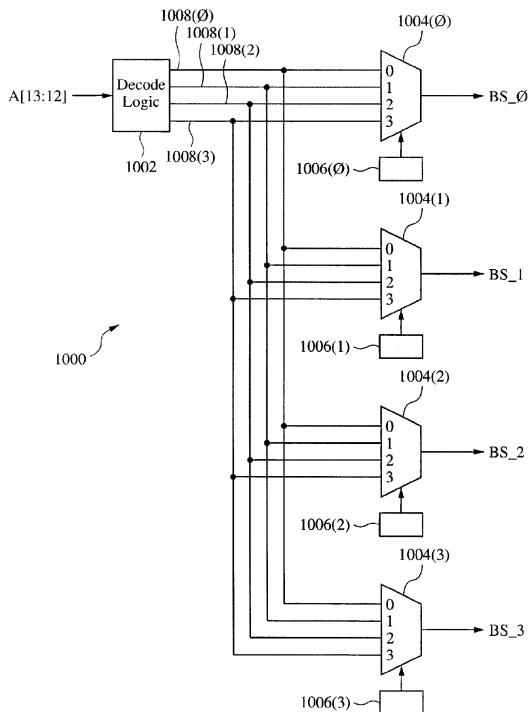 1008(Ø)
1008(1)
1008(2)
1004(Ø)
A[13:12]
Decode
Logic
0
1
2
3
BS_Ø
1002
1008(3)
1006(Ø)
1004(1)
0
1
2
3
BS_1
1006(1)
1000
1004(2)
0
1
2
3
BS_2
1006(2)
1004(3)
0
1
2
3
BS_3
1006(3)